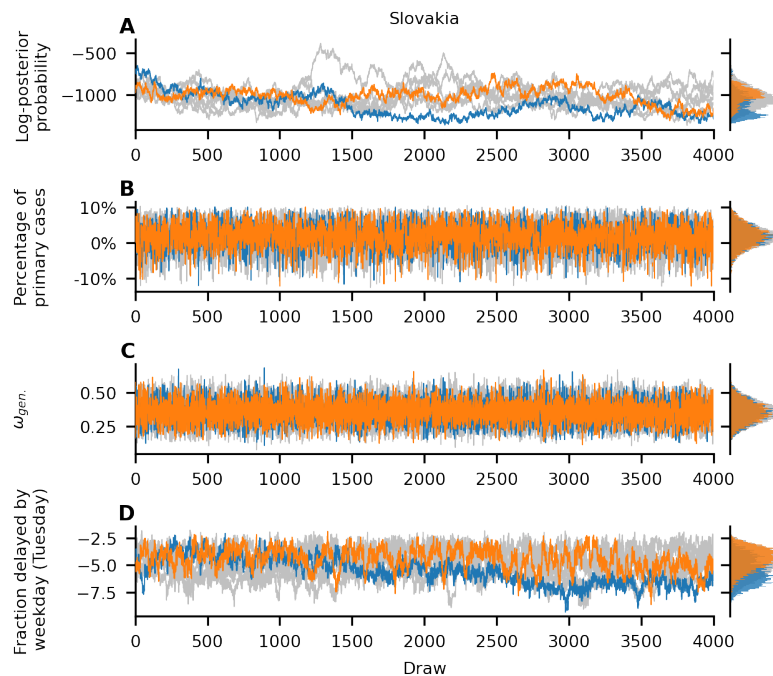 Slovakia
A
Log-posterior
probability
−500
−1000
0 500 1000 1500 2000 2500 3000 3500 4000
B
Percentage of
primary cases
10%
0%
-10%
0 500 1000 1500 2000 2500 3000 3500 4000
C
ωgen.
0.50
0.25
0 500 1000 1500 2000 2500 3000 3500 4000
D
Fraction delayed by
weekday (Tuesday)
−2.5
−5.0
−7.5
0 500 1000 1500 2000 2500 3000 3500 4000
Draw